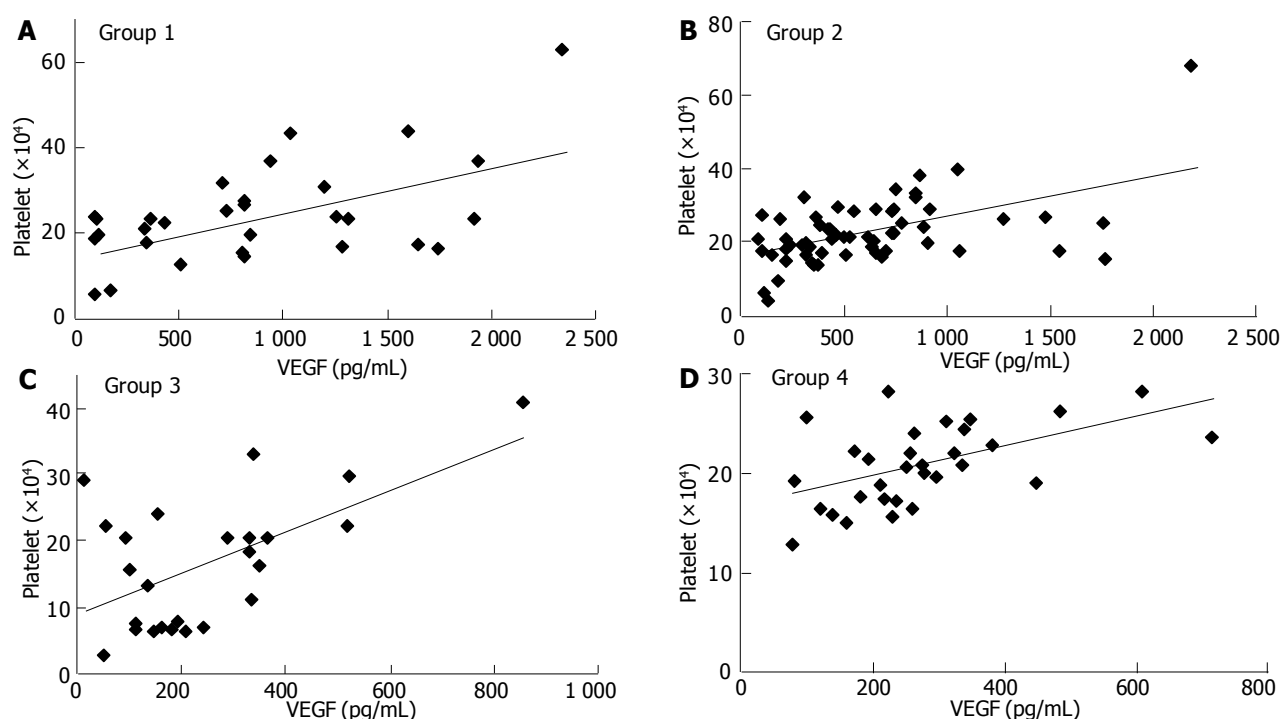 A Group 1
Platelet (×10⁴)
60
40
20
0
500 1 000 1 500 2 000 2 500
VEGF (pg/mL)
B Group 2
Platelet (×10⁴)
80
60
40
20
0
0 500 1 000 1 500 2 000 2 500
VEGF (pg/mL)
C Group 3
Platelet (×10⁴)
40
30
20
10
0
0 200 400 600 800 1 000
VEGF (pg/mL)
D Group 4
Platelet (×10⁴)
30
20
10
0
0 200 400 600 800
VEGF (pg/mL)